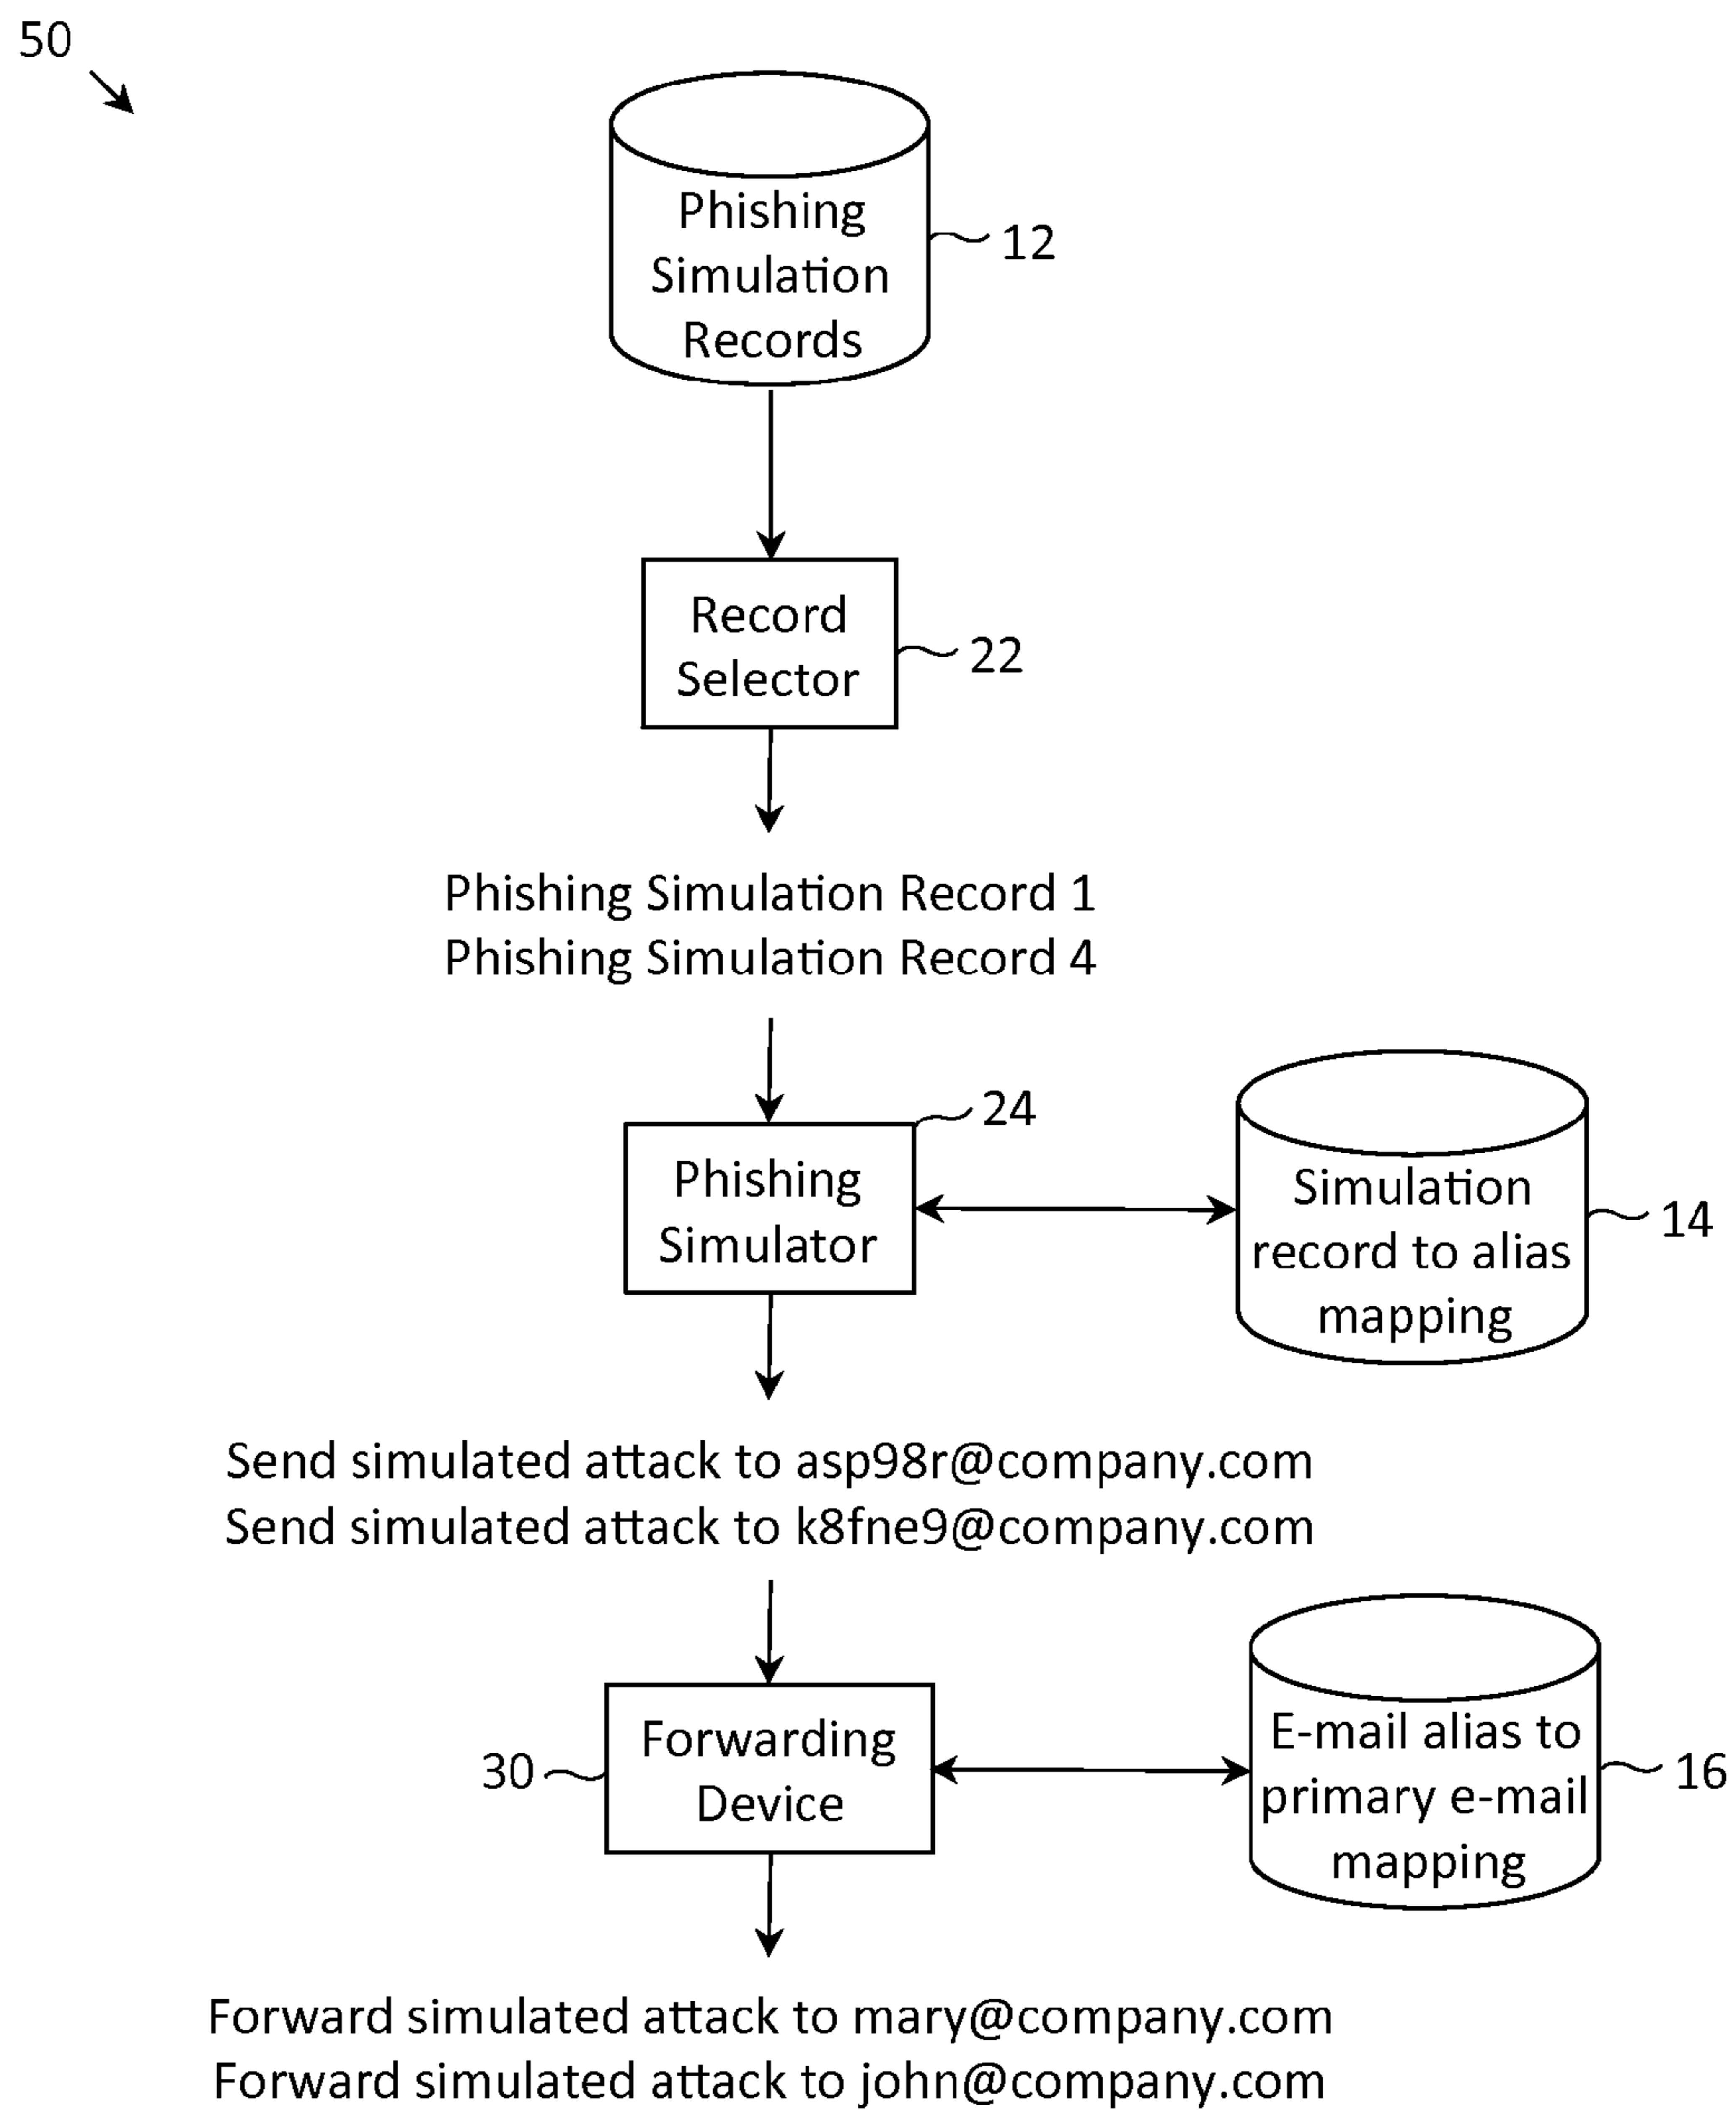 50
Phishing
Simulation
Records
12
Record
Selector
22
Phishing Simulation Record 1
Phishing Simulation Record 4
24
Phishing
Simulator
Simulation
record to alias
mapping
14
Send simulated attack to asp98r@company.com
Send simulated attack to k8fne9@company.com
30
Forwarding
Device
E-mail alias to
primary e-mail
mapping
16
Forward simulated attack to mary@company.com
Forward simulated attack to john@company.com